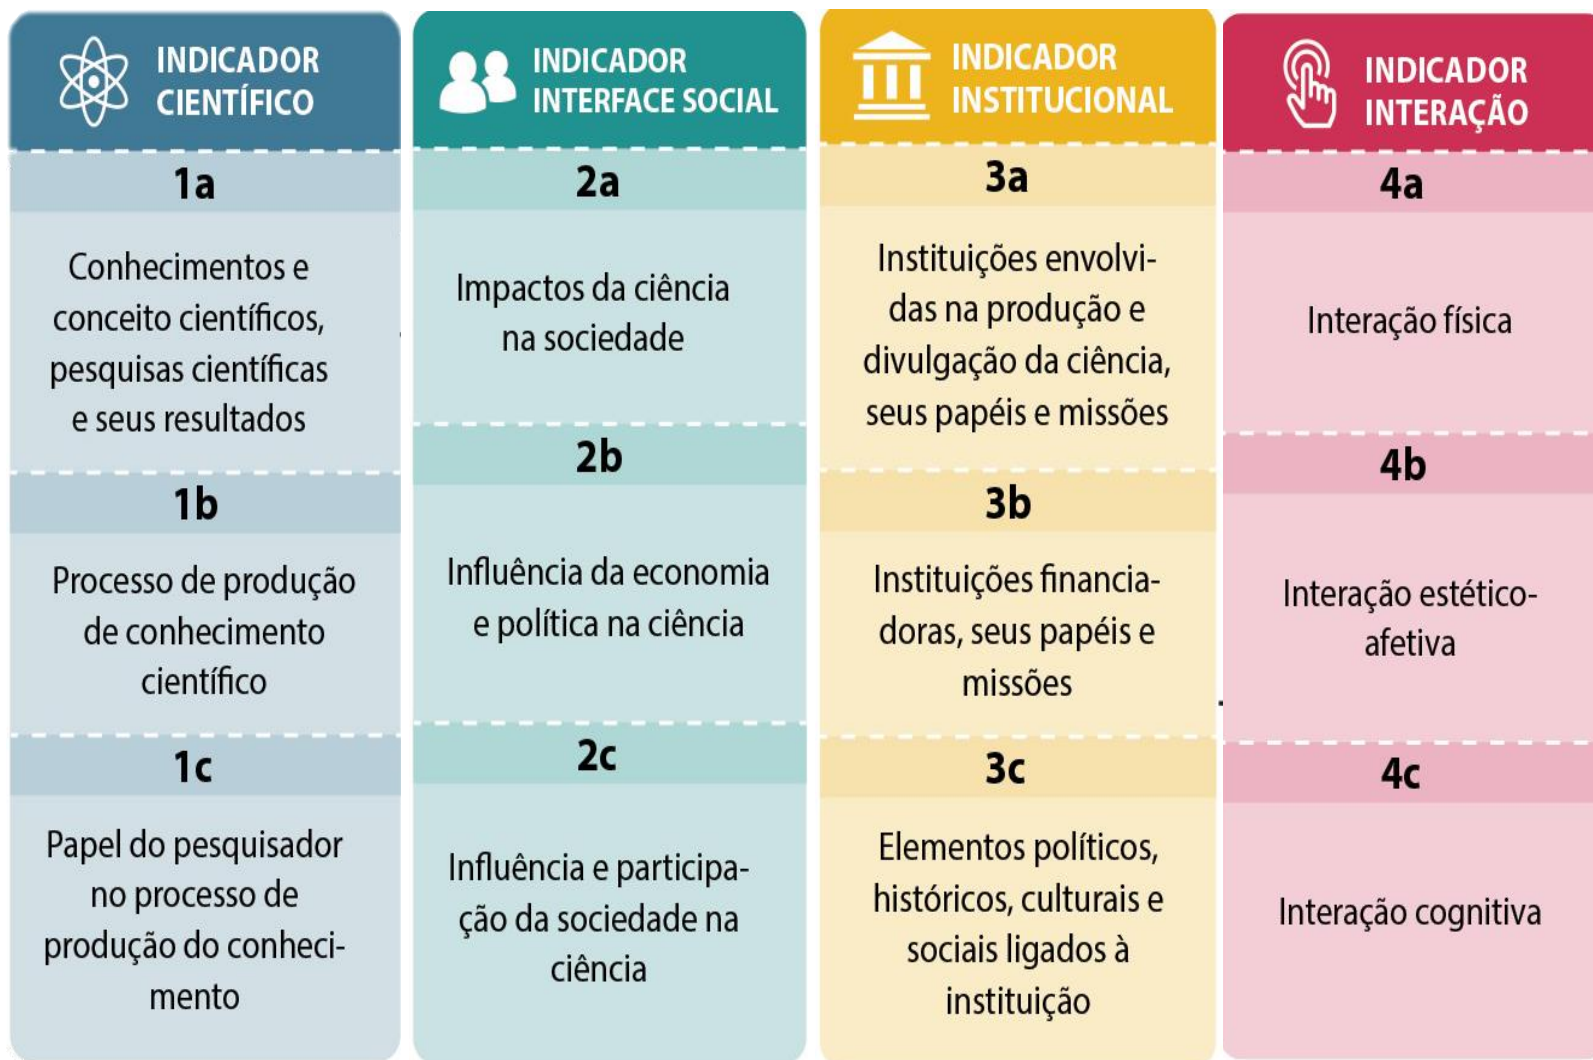 INDICADOR
CIENTÍFICO
1a
Conhecimentos e
conceito científicos,
pesquisas científicas
e seus resultados
1b
Processo de produção
de conhecimento
científico
1c
Papel do pesquisador
no processo de
produção do conheci-
mento
INDICADOR
INTERFACE SOCIAL
2a
Impactos da ciência
na sociedade
2b
Influência da economia
e política na ciência
2c
Influência e participa-
ção da sociedade na
ciência
INDICADOR
INSTITUCIONAL
3a
Instituições envolvi-
das na produção e
divulgação da ciência,
seus papéis e missões
3b
Instituições financia-
doras, seus papéis e
missões
3c
Elementos políticos,
históricos, culturais e
sociais ligados à
instituição
INDICADOR
INTERAÇÃO
4a
Interação física
4b
Interação estético-
afetiva
4c
Interação cognitiva